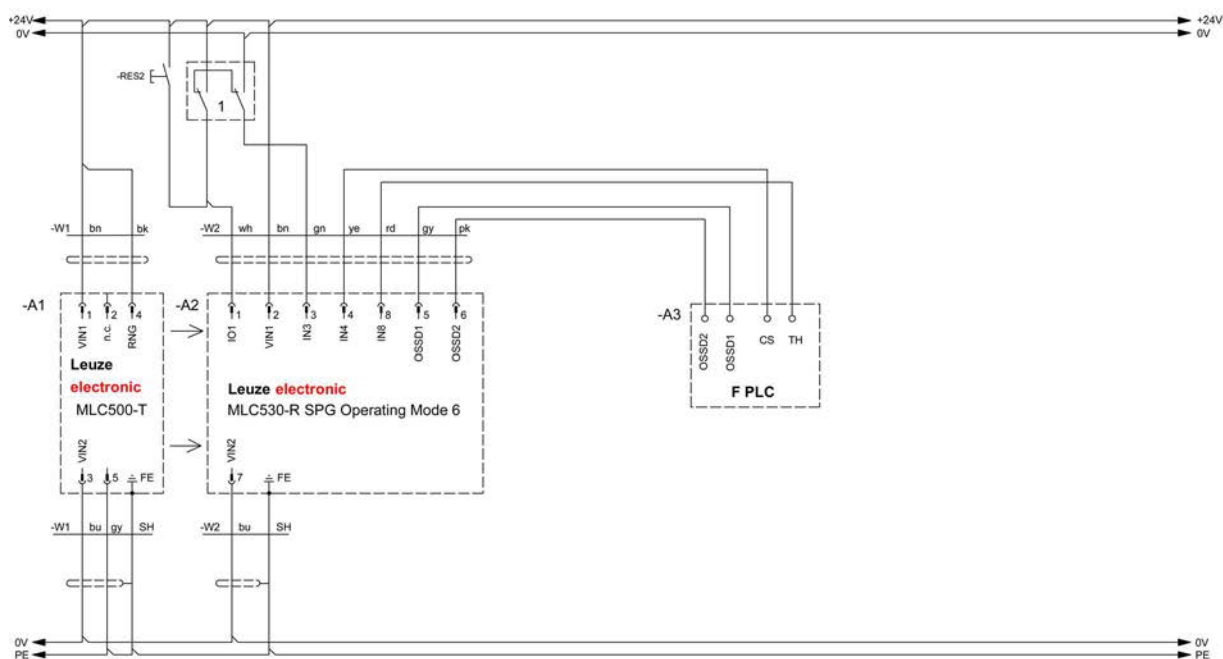 +24V +24V
0V 0V
-RES2
1
-W1 bn bk -W2 wh bn gn ye rd gy pk
-A1 -A2 -A3
1 2 4 1 2 3 4 8 5 6
VIN1 n.c. RNG IO1 VIN1 IN3 IN4 IN8 OSSD1 OSSD2
OSSD2 OSSD1 CS TH
F PLC
Leuze
electronic
MLC500-T
Leuze electronic
MLC530-R SPG Operating Mode 6
VIN2 VIN2
3 5 FE 7 FE
-W1 bu gy SH -W2 bu SH
0V 0V
PE PE